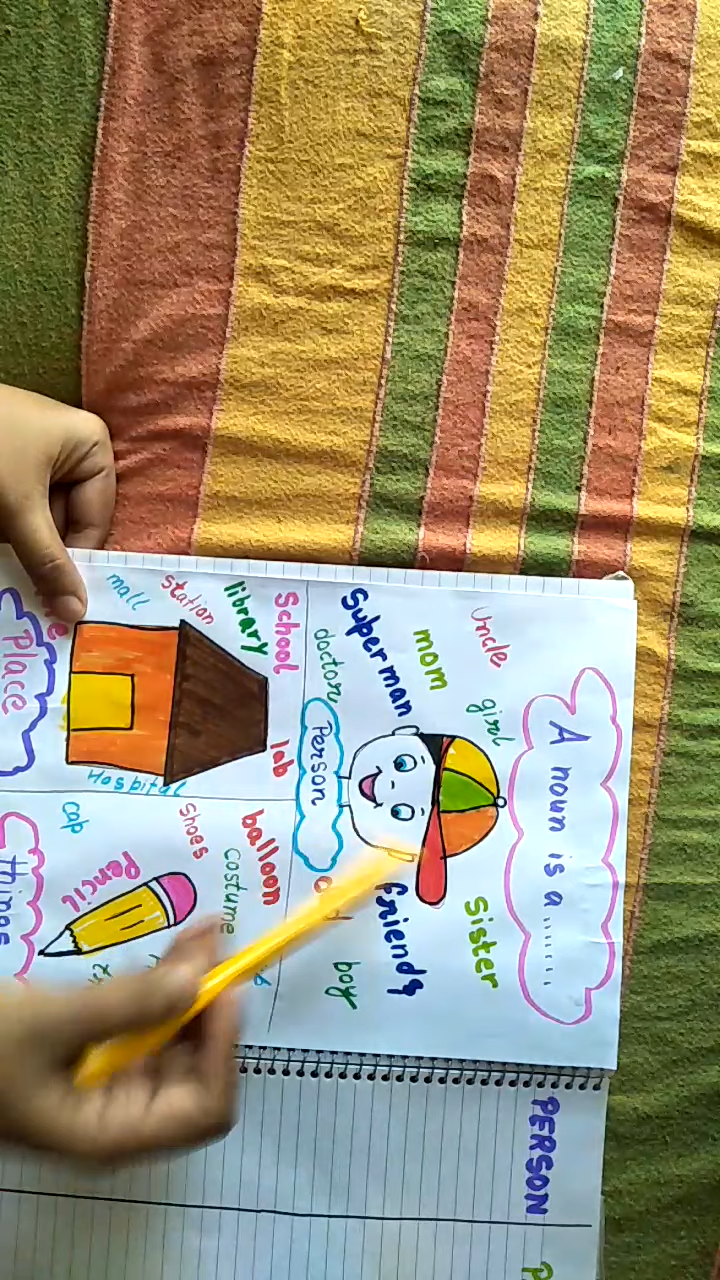 A noun is a.......
uncle
girl
mom
Sister
Superman
friends
doctor
Person
boy
School
lab
library
station
mall
Hospital
Place
balloon
costume
shoes
cap
Pencil
things
PERSON
P